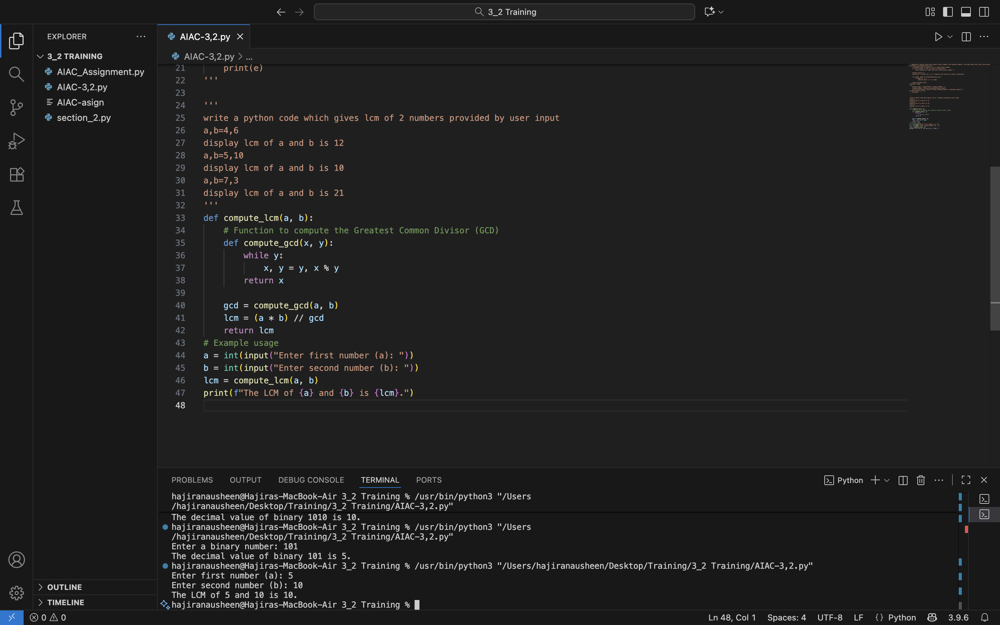 3_2 Training
EXPLORER
3_2 TRAINING
AIAC_Assignment.py
AIAC-3,2.py
AIAC-asign
section_2.py
OUTLINE
TIMELINE
AIAC-3,2.py
AIAC-3,2.py > ...
21 print(e)
22 '''
23
24 '''
25 write a python code which gives lcm of 2 numbers provided by user input
26 a,b=4,6
27 display lcm of a and b is 12
28 a,b=5,10
29 display lcm of a and b is 10
30 a,b=7,3
31 display lcm of a and b is 21
32 '''
33 def compute_lcm(a, b):
34 # Function to compute the Greatest Common Divisor (GCD)
35 def compute_gcd(x, y):
36 while y:
37 x, y = y, x % y
38 return x
39
40 gcd = compute_gcd(a, b)
41 lcm = (a * b) // gcd
42 return lcm
43 # Example usage
44 a = int(input("Enter first number (a): "))
45 b = int(input("Enter second number (b): "))
46 lcm = compute_lcm(a, b)
47 print(f"The LCM of {a} and {b} is {lcm}.")
48
PROBLEMS OUTPUT DEBUG CONSOLE TERMINAL PORTS
Python
hajiranausheen@Hajiras-MacBook-Air 3_2 Training % /usr/bin/python3 "/Users
/hajiranausheen/Desktop/Training/3_2 Training/AIAC-3,2.py"
The decimal value of binary 1010 is 10.
hajiranausheen@Hajiras-MacBook-Air 3_2 Training % /usr/bin/python3 "/Users
/hajiranausheen/Desktop/Training/3_2 Training/AIAC-3,2.py"
Enter a binary number: 101
The decimal value of binary 101 is 5.
hajiranausheen@Hajiras-MacBook-Air 3_2 Training % /usr/bin/python3 "/Users/hajiranausheen/Desktop/Training/3_2 Training/AIAC-3,2.py"
Enter first number (a): 5
Enter second number (b): 10
The LCM of 5 and 10 is 10.
hajiranausheen@Hajiras-MacBook-Air 3_2 Training %
0 0
Ln 48, Col 1 Spaces: 4 UTF-8 LF {} Python 3.9.6